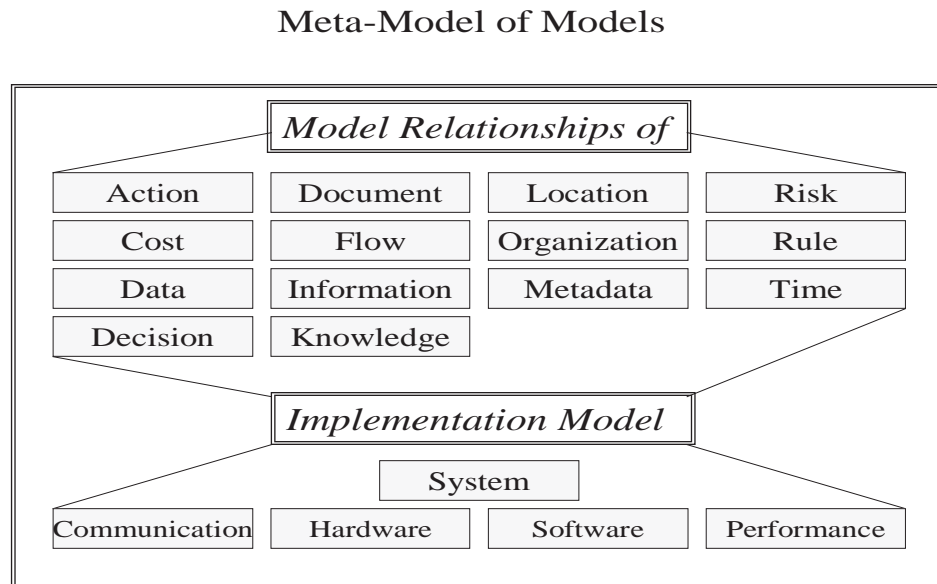 Meta-Model of Models
Model Relationships of
Action Document Location Risk
Cost Flow Organization Rule
Data Information Metadata Time
Decision Knowledge
Implementation Model
System
Communication Hardware Software Performance